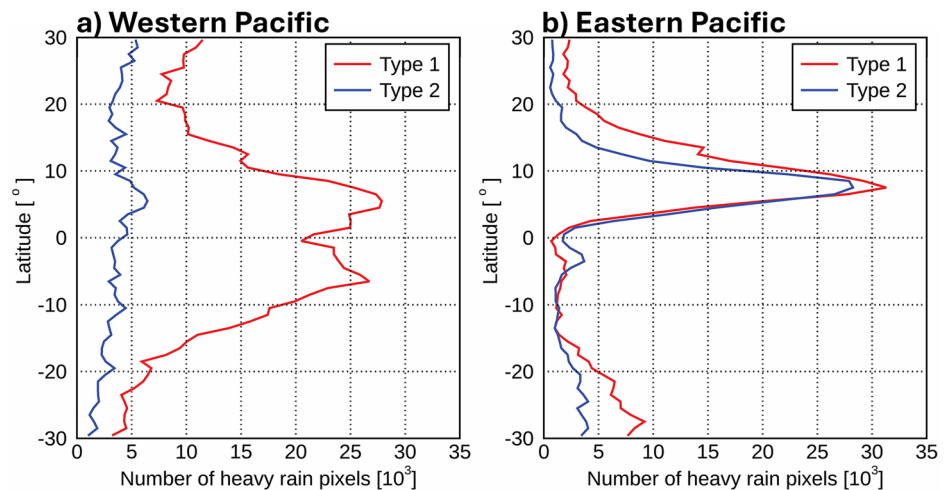 a) Western Pacific
30
20
10
0
-10
-20
-30
Latitude [ ° ]
Type 1
Type 2
0 5 10 15 20 25 30 35
Number of heavy rain pixels [10³]
b) Eastern Pacific
30
20
10
0
-10
-20
-30
Latitude [ ° ]
Type 1
Type 2
0 5 10 15 20 25 30 35
Number of heavy rain pixels [10³]